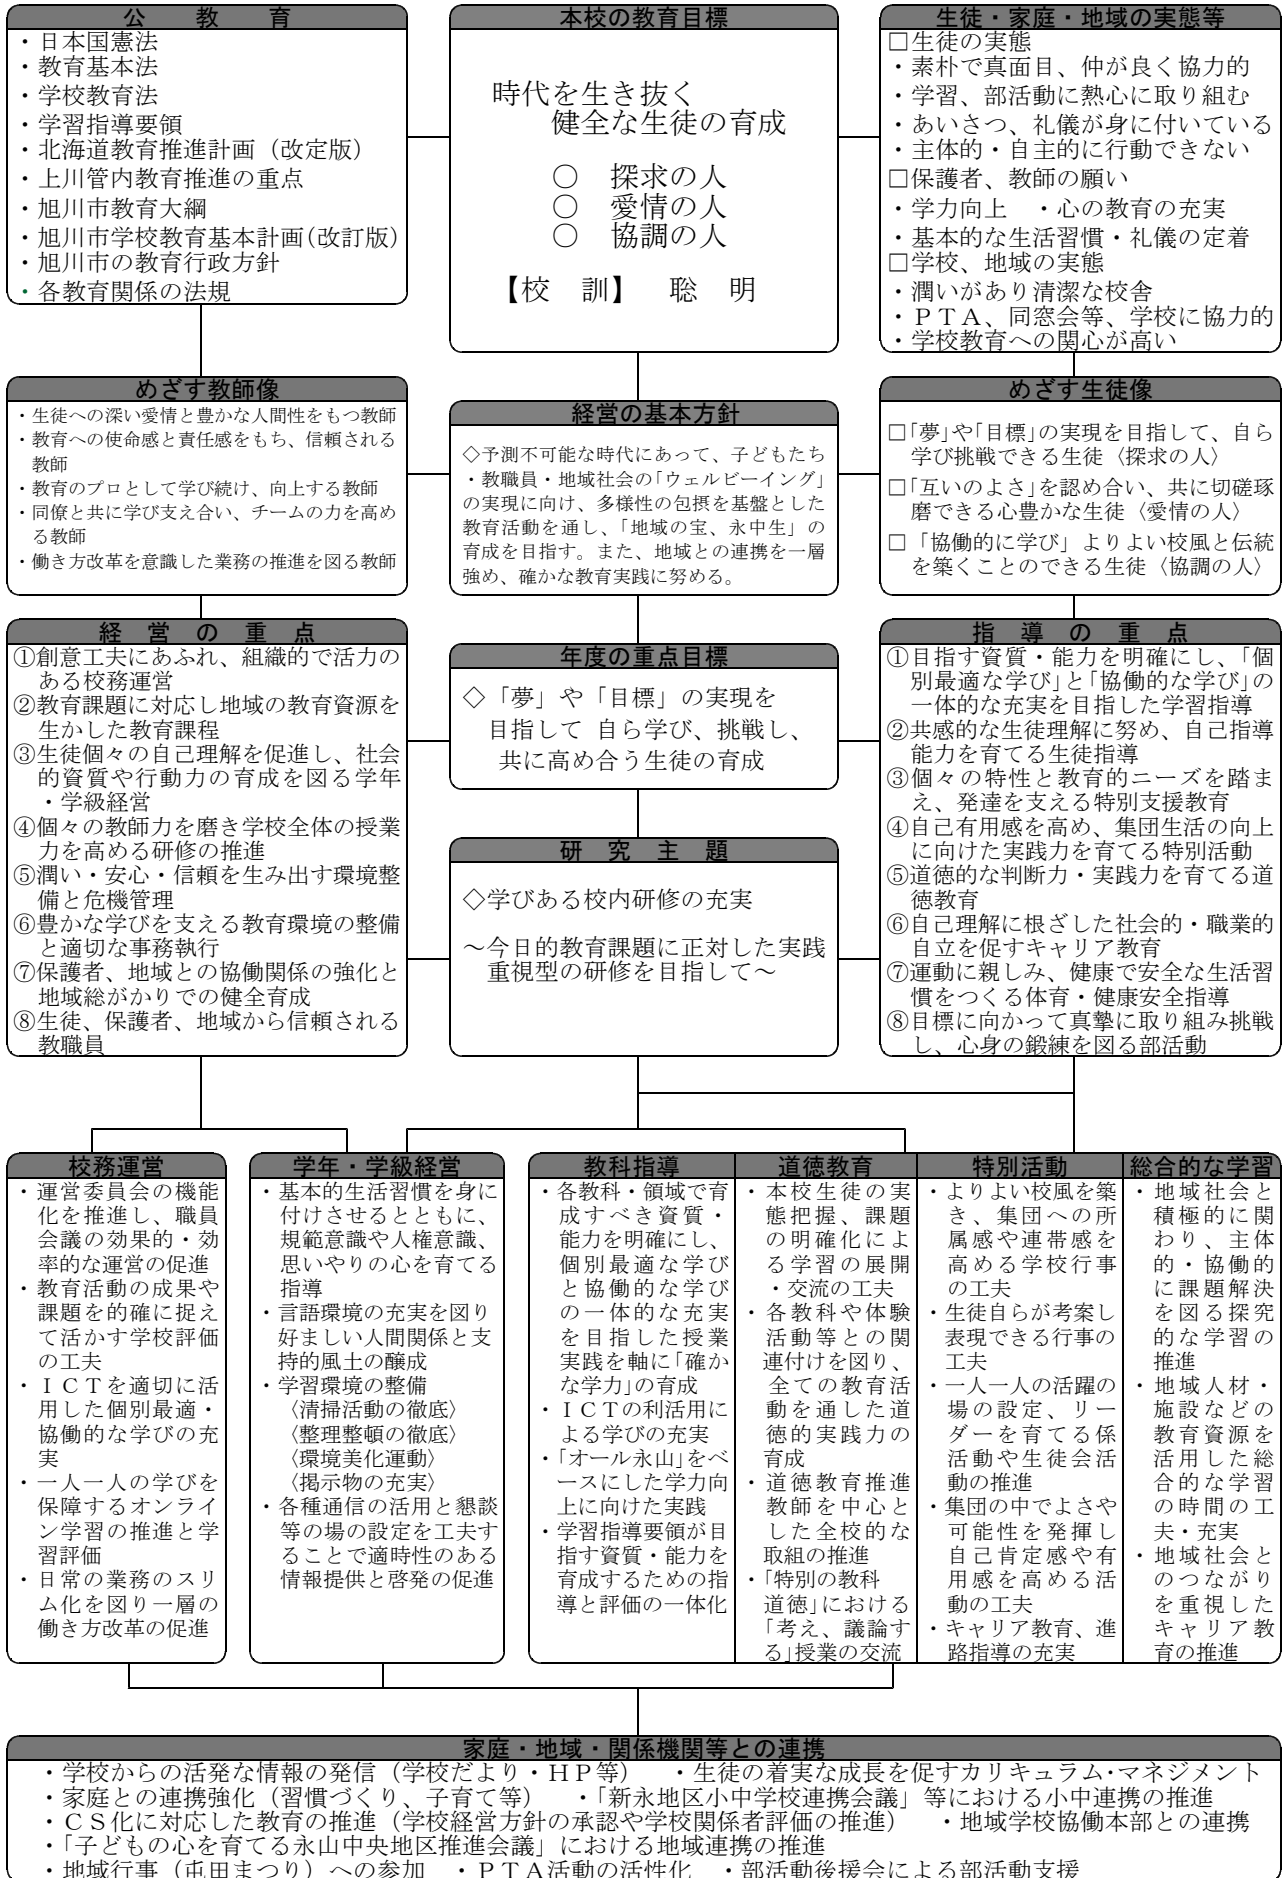 公　教　育
・日本国憲法
・教育基本法
・学校教育法
・学習指導要領
・北海道教育推進計画（改定版）
・上川管内教育推進の重点
・旭川市教育大綱
・旭川市学校教育基本計画(改訂版)
・旭川市の教育行政方針
・各教育関係の法規
本校の教育目標
時代を生き抜く
健全な生徒の育成
○　探求の人
○　愛情の人
○　協調の人
【校　訓】　聡　明
生徒・家庭・地域の実態等
□生徒の実態
・素朴で真面目、仲が良く協力的
・学習、部活動に熱心に取り組む
・あいさつ、礼儀が身に付いている
・主体的・自主的に行動できない
□保護者、教師の願い
・学力向上　・心の教育の充実
・基本的な生活習慣・礼儀の定着
□学校、地域の実態
・潤いがあり清潔な校舎
・ＰＴＡ、同窓会等、学校に協力的
・学校教育への関心が高い
めざす教師像
・生徒への深い愛情と豊かな人間性をもつ教師
・教育への使命感と責任感をもち、信頼される
教師
・教育のプロとして学び続け、向上する教師
・同僚と共に学び支え合い、チームの力を高め
る教師
・働き方改革を意識した業務の推進を図る教師
経営の基本方針
◇予測不可能な時代にあって、子どもたち
・教職員・地域社会の「ウェルビーイング」
の実現に向け、多様性の包摂を基盤とした
教育活動を通し、「地域の宝、永中生」の
育成を目指す。また、地域との連携を一層
強め、確かな教育実践に努める。
めざす生徒像
□「夢」や「目標」の実現を目指して、自ら
学び挑戦できる生徒〈探求の人〉
□「互いのよさ」を認め合い、共に切磋琢
磨できる心豊かな生徒〈愛情の人〉
□「協働的に学び」よりよい校風と伝統
を築くことのできる生徒〈協調の人〉
経　営　の　重　点
①創意工夫にあふれ、組織的で活力の
ある校務運営
②教育課題に対応し地域の教育資源を
生かした教育課程
③生徒個々の自己理解を促進し、社会
的資質や行動力の育成を図る学年
・学級経営
④個々の教師力を磨き学校全体の授業
力を高める研修の推進
⑤潤い・安心・信頼を生み出す環境整
備と危機管理
⑥豊かな学びを支える教育環境の整備
と適切な事務執行
⑦保護者、地域との協働関係の強化と
地域総がかりでの健全育成
⑧生徒、保護者、地域から信頼される
教職員
年度の重点目標
◇「夢」や「目標」の実現を
目指して 自ら学び、挑戦し、
共に高め合う生徒の育成
研　究　主　題
◇学びある校内研修の充実
～今日的教育課題に正対した実践
重視型の研修を目指して～
指　導　の　重　点
①目指す資質・能力を明確にし、「個
別最適な学び」と「協働的な学び」の
一体的な充実を目指した学習指導
②共感的な生徒理解に努め、自己指導
能力を育てる生徒指導
③個々の特性と教育的ニーズを踏ま
え、発達を支える特別支援教育
④自己有用感を高め、集団生活の向上
に向けた実践力を育てる特別活動
⑤道徳的な判断力・実践力を育てる道
徳教育
⑥自己理解に根ざした社会的・職業的
自立を促すキャリア教育
⑦運動に親しみ、健康で安全な生活習
慣をつくる体育・健康安全指導
⑧目標に向かって真摯に取り組み挑戦
し、心身の鍛練を図る部活動
校務運営
・運営委員会の機能
化を推進し、職員
会議の効果的・効
率的な運営の促進
・教育活動の成果や
課題を的確に捉え
て活かす学校評価
の工夫
・ＩＣＴを適切に活
用した個別最適・
協働的な学びの充
実
・一人一人の学びを
保障するオンライ
ン学習の推進と学
習評価
・日常の業務のスリ
ム化を図り一層の
働き方改革の促進
学年・学級経営
・基本的生活習慣を身に
付けさせるとともに、
規範意識や人権意識、
思いやりの心を育てる
指導
・言語環境の充実を図り
好ましい人間関係と支
持的風土の醸成
・学習環境の整備
〈清掃活動の徹底〉
〈整理整頓の徹底〉
〈環境美化運動〉
〈掲示物の充実〉
・各種通信の活用と懇談
等の場の設定を工夫す
ることで適時性のある
情報提供と啓発の促進
教科指導
・各教科・領域で育
成すべき資質・
能力を明確にし、
個別最適な学び
と協働的な学び
の一体的な充実
を目指した授業
実践を軸に「確か
な学力」の育成
・ＩＣＴの利活用に
よる学びの充実
・「オール永山」をベ
ースにした学力向
上に向けた実践
・学習指導要領が目
指す資質・能力を
育成するための指
導と評価の一体化
道徳教育
・本校生徒の実
態把握、課題
の明確化によ
る学習の展開
・交流の工夫
・各教科や体験
活動等との関
連付けを図り、
全ての教育活
動を通した道
徳的実践力の
育成
・道徳教育推進
教師を中心と
した全校的な
取組の推進
・「特別の教科
道徳」における
「考え、議論す
る」授業の交流
特別活動
・よりよい校風を築
き、集団への所
属感や連帯感を
高める学校行事
の工夫
・生徒自らが考案し
表現できる行事の
工夫
・一人一人の活躍の
場の設定、リー
ダーを育てる係
活動や生徒会活
動の推進
・集団の中でよさや
可能性を発揮し
自己肯定感や有
用感を高める活
動の工夫
・キャリア教育、進
路指導の充実
総合的な学習
・地域社会と
積極的に関
わり、主体
的・協働的
に課題解決
を図る探究
的な学習の
推進
・地域人材・
施設などの
教育資源を
活用した総
合的な学習
の時間の工
夫・充実
・地域社会と
のつながり
を重視した
キャリア教
育の推進
家庭・地域・関係機関等との連携
・学校からの活発な情報の発信（学校だより・ＨＰ等）　・生徒の着実な成長を促すカリキュラム・マネジメント
・家庭との連携強化（習慣づくり、子育て等）　・「新永地区小中学校連携会議」等における小中連携の推進
・ＣＳ化に対応した教育の推進（学校経営方針の承認や学校関係者評価の推進）　・地域学校協働本部との連携
・「子どもの心を育てる永山中央地区推進会議」における地域連携の推進
・地域行事（屯田まつり）への参加　・ＰＴＡ活動の活性化　・部活動後援会による部活動支援